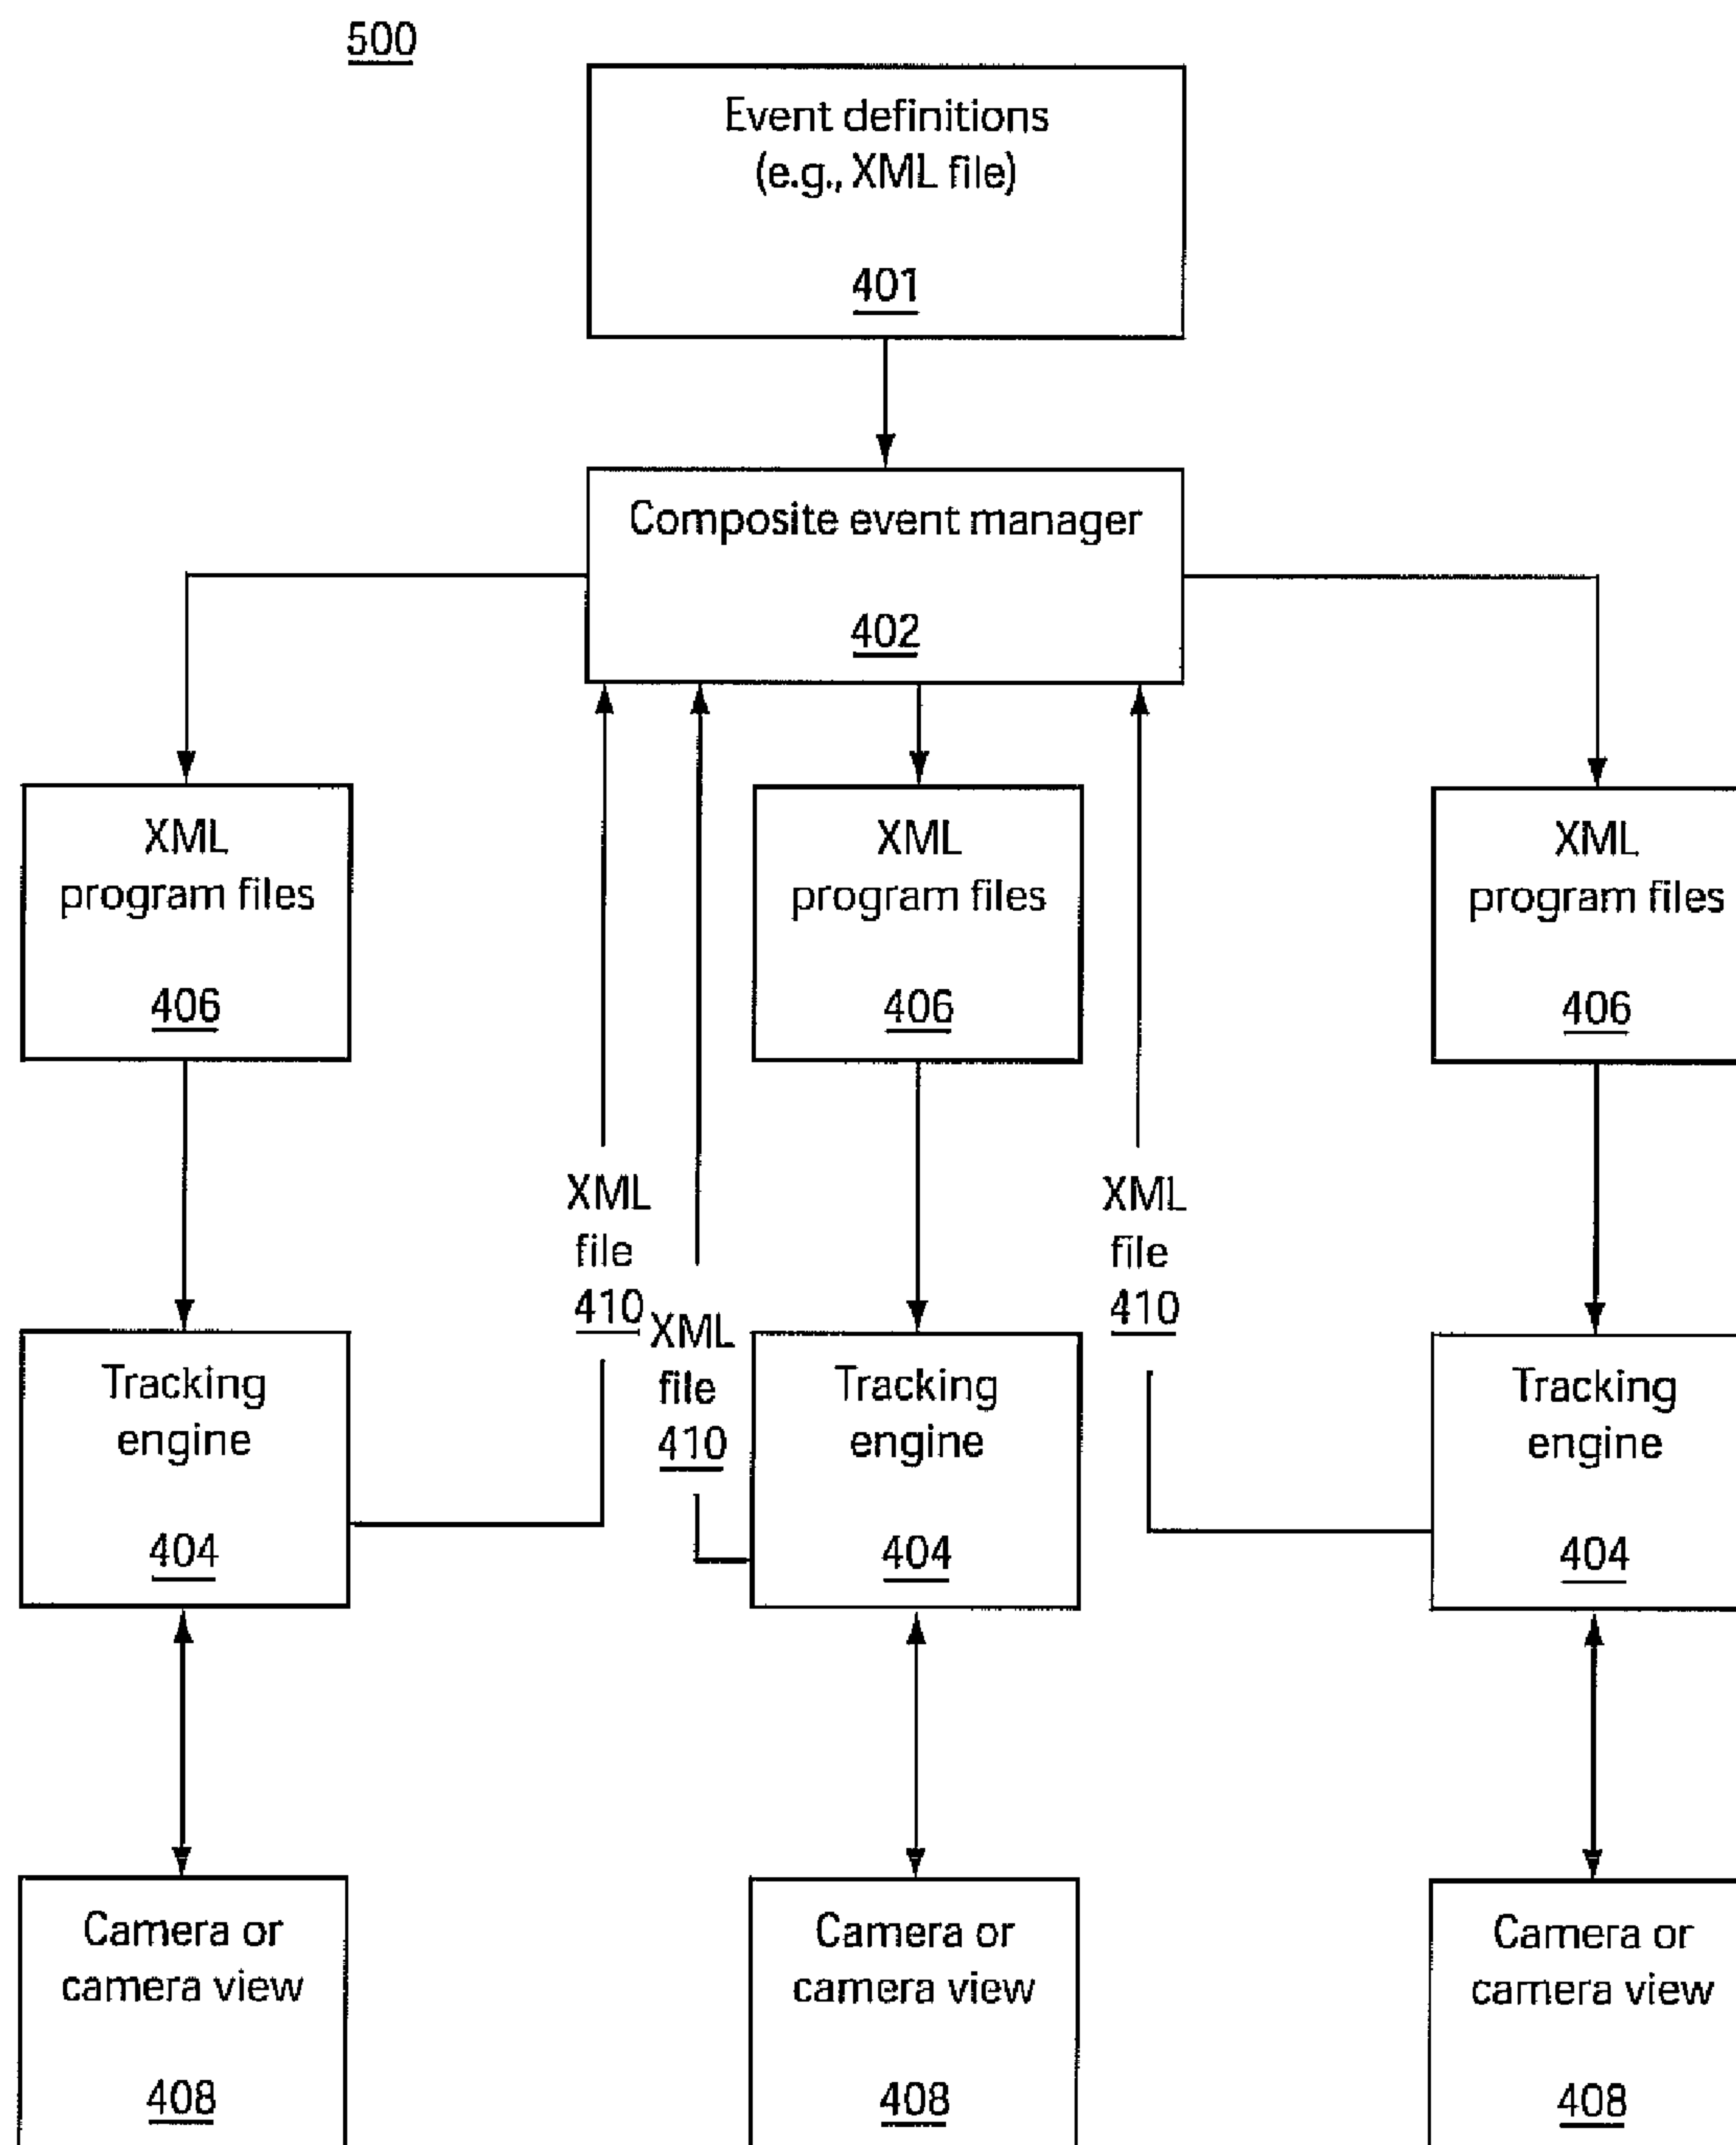 500
Event definitions
(e.g., XML file)
401
Composite event manager
402
XML
program files
406
XML
program files
406
XML
program files
406
XML
file
410
XML
file
410
XML
file
410
Tracking
engine
404
Tracking
engine
404
Tracking
engine
404
Camera or
camera view
408
Camera or
camera view
408
Camera or
camera view
408